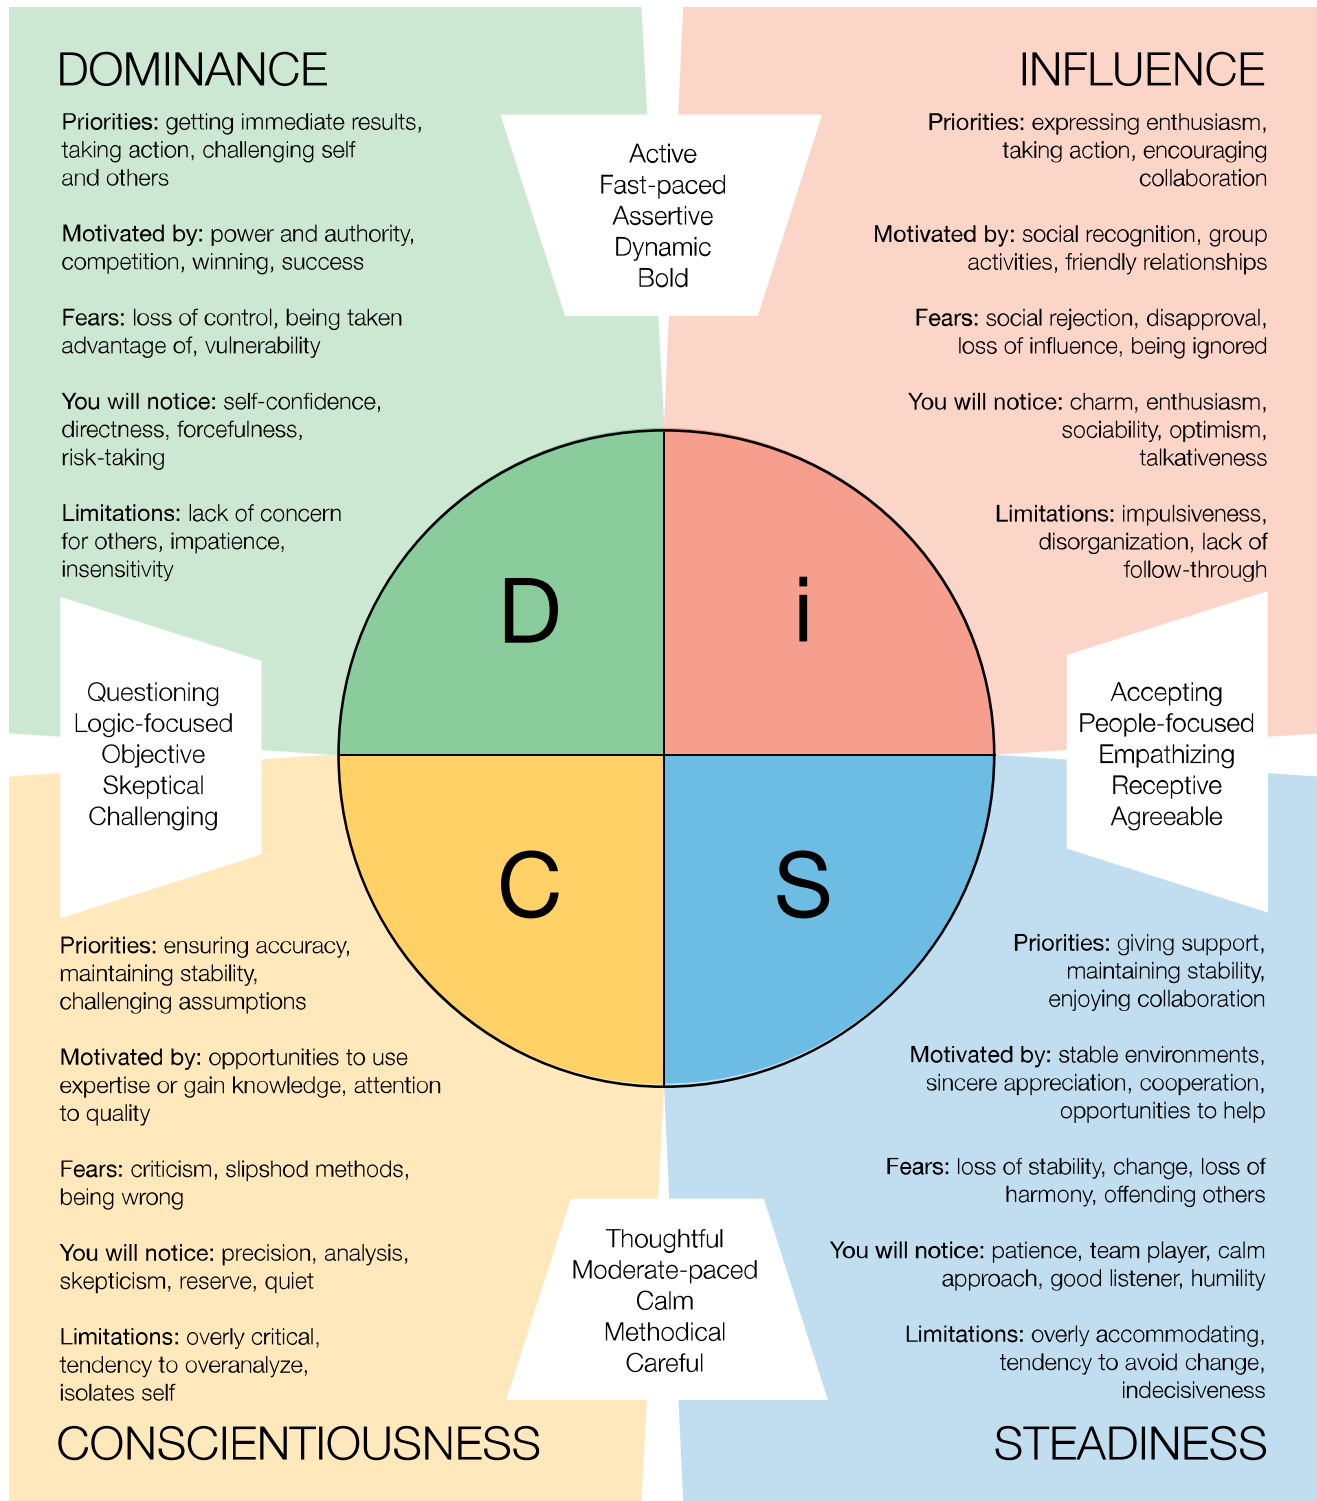 DOMINANCE
Priorities: getting immediate results,
taking action, challenging self
and others
Motivated by: power and authority,
competition, winning, success
Fears: loss of control, being taken
advantage of, vulnerability
You will notice: self-confidence,
directness, forcefulness,
risk-taking
Limitations: lack of concern
for others, impatience,
insensitivity
Active
Fast-paced
Assertive
Dynamic
Bold
INFLUENCE
Priorities: expressing enthusiasm,
taking action, encouraging
collaboration
Motivated by: social recognition, group
activities, friendly relationships
Fears: social rejection, disapproval,
loss of influence, being ignored
You will notice: charm, enthusiasm,
sociability, optimism,
talkativeness
Limitations: impulsiveness,
disorganization, lack of
follow-through
D
i
Questioning
Logic-focused
Objective
Skeptical
Challenging
Accepting
People-focused
Empathizing
Receptive
Agreeable
C
S
Priorities: ensuring accuracy,
maintaining stability,
challenging assumptions
Motivated by: opportunities to use
expertise or gain knowledge, attention
to quality
Fears: criticism, slipshod methods,
being wrong
You will notice: precision, analysis,
skepticism, reserve, quiet
Limitations: overly critical,
tendency to overanalyze,
isolates self
CONSCIENTIOUSNESS
Thoughtful
Moderate-paced
Calm
Methodical
Careful
Priorities: giving support,
maintaining stability,
enjoying collaboration
Motivated by: stable environments,
sincere appreciation, cooperation,
opportunities to help
Fears: loss of stability, change, loss of
harmony, offending others
You will notice: patience, team player, calm
approach, good listener, humility
Limitations: overly accommodating,
tendency to avoid change,
indecisiveness
STEADINESS